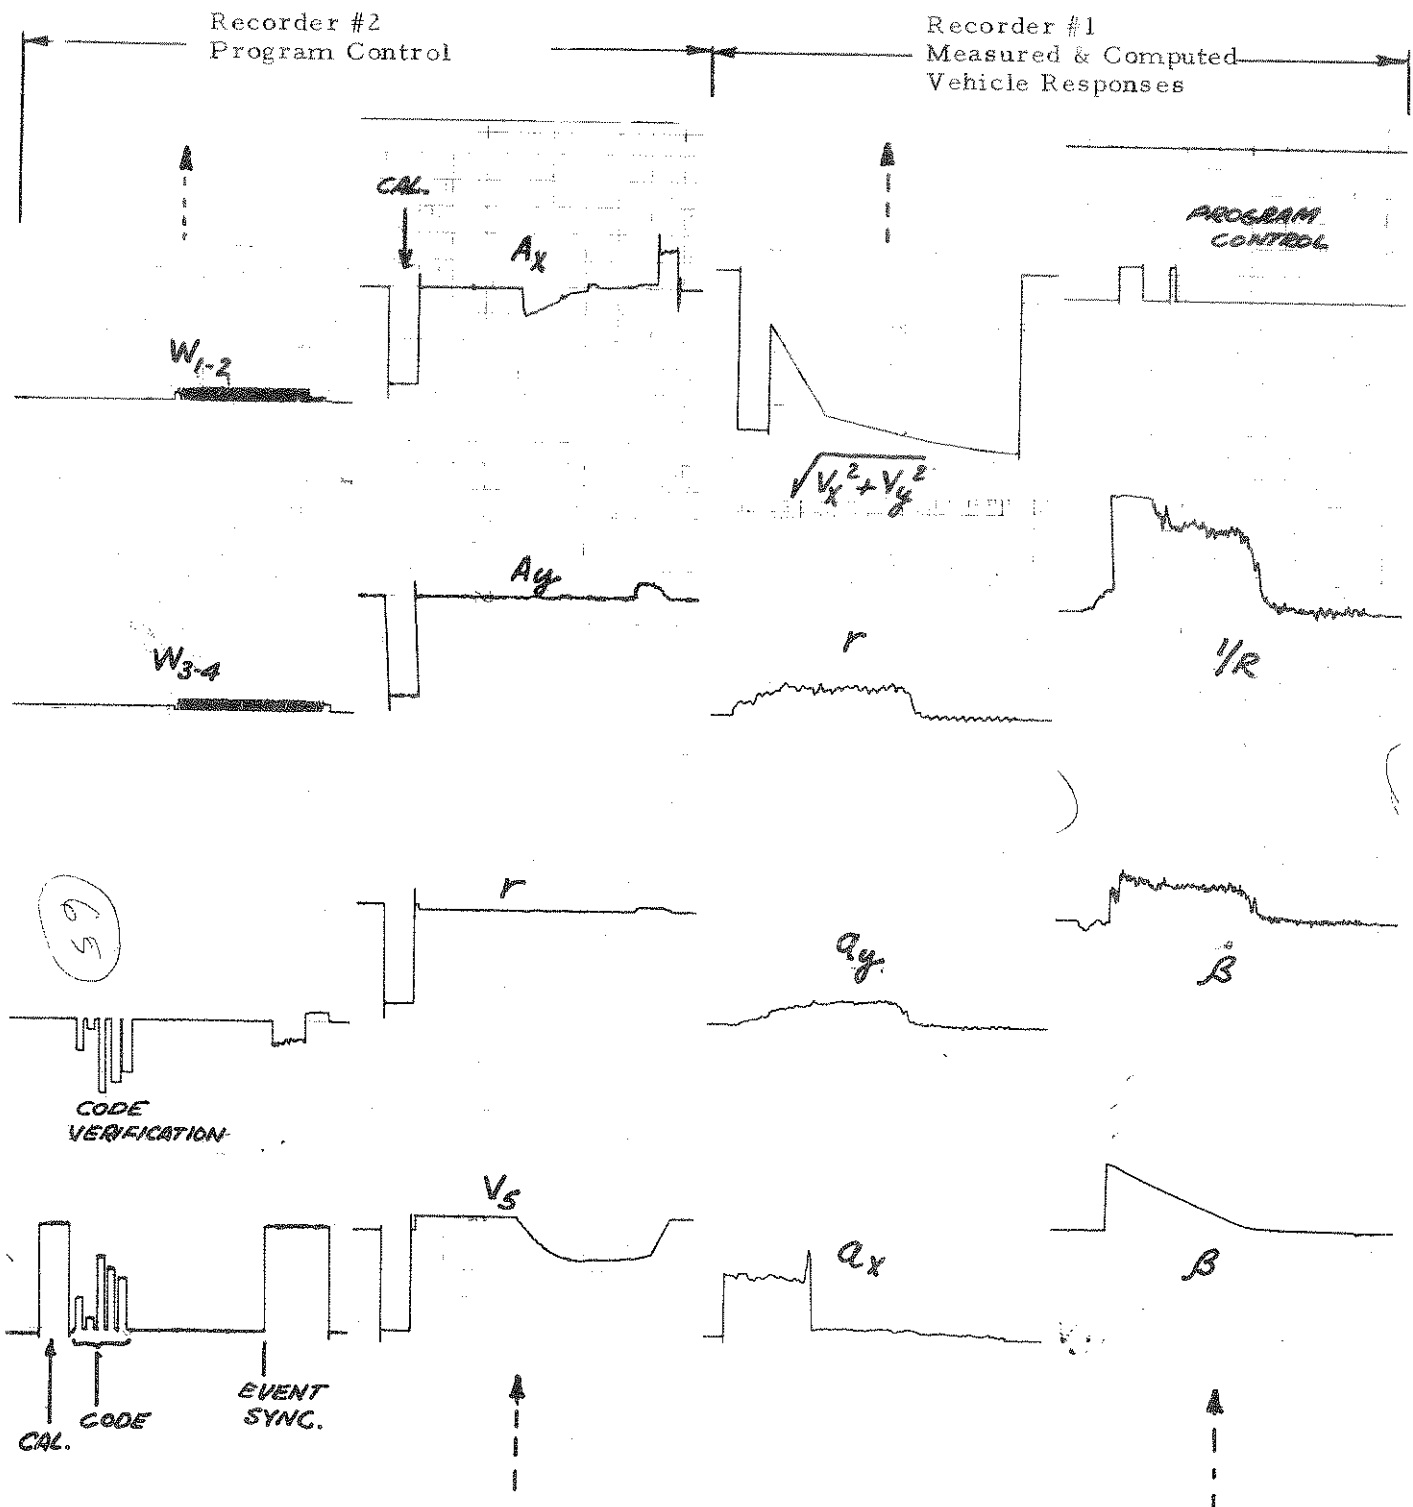 Recorder #2
Program Control
Recorder #1
Measured & Computed
Vehicle Responses
CAL.
Ax
PROGRAM
CONTROL
W1-2
√Vx² + Vy²
Ay
W3-4
r
1/R
59
r
ay
β̇
CODE
VERIFICATION
Vs
ax
β
EVENT
SYNC.
CODE
CAL.